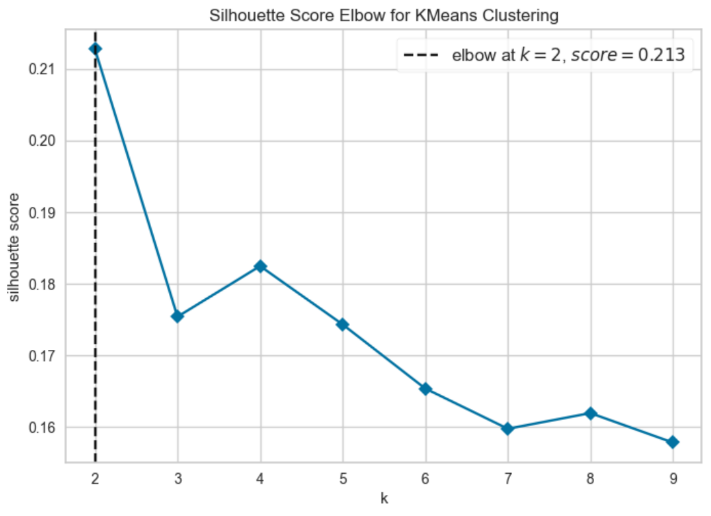 Silhouette Score Elbow for KMeans Clustering
elbow at k = 2, score = 0.213
0.21
0.20
0.19
0.18
0.17
0.16
silhouette score
2 3 4 5 6 7 8 9
k